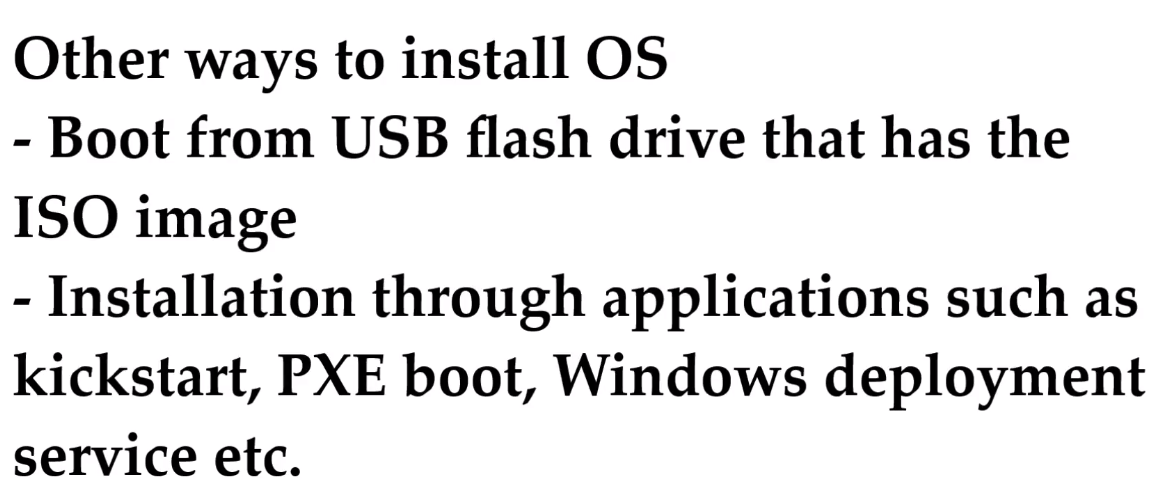 Other ways to install OS
- Boot from USB flash drive that has the
ISO image
- Installation through applications such as
kickstart, PXE boot, Windows deployment
service etc.